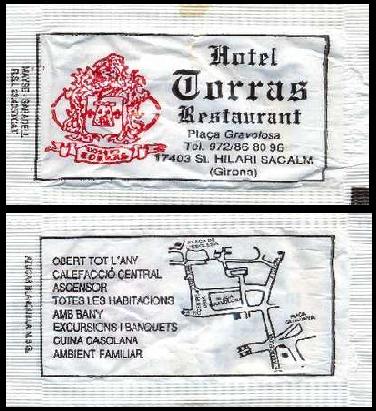 Hotel
Torras
Restaurant
Plaça Gravolosa
Tel. 972/86 80 96
17403 St. HILARI SACALM
(Girona)
OBERT TOT L'ANY
CALEFACCIÓ CENTRAL
ASCENSOR
TOTES LES HABITACIONS
AMB BANY
EXCURSIONS I BANQUETS
CUINA CASOLANA
AMBIENT FAMILIAR